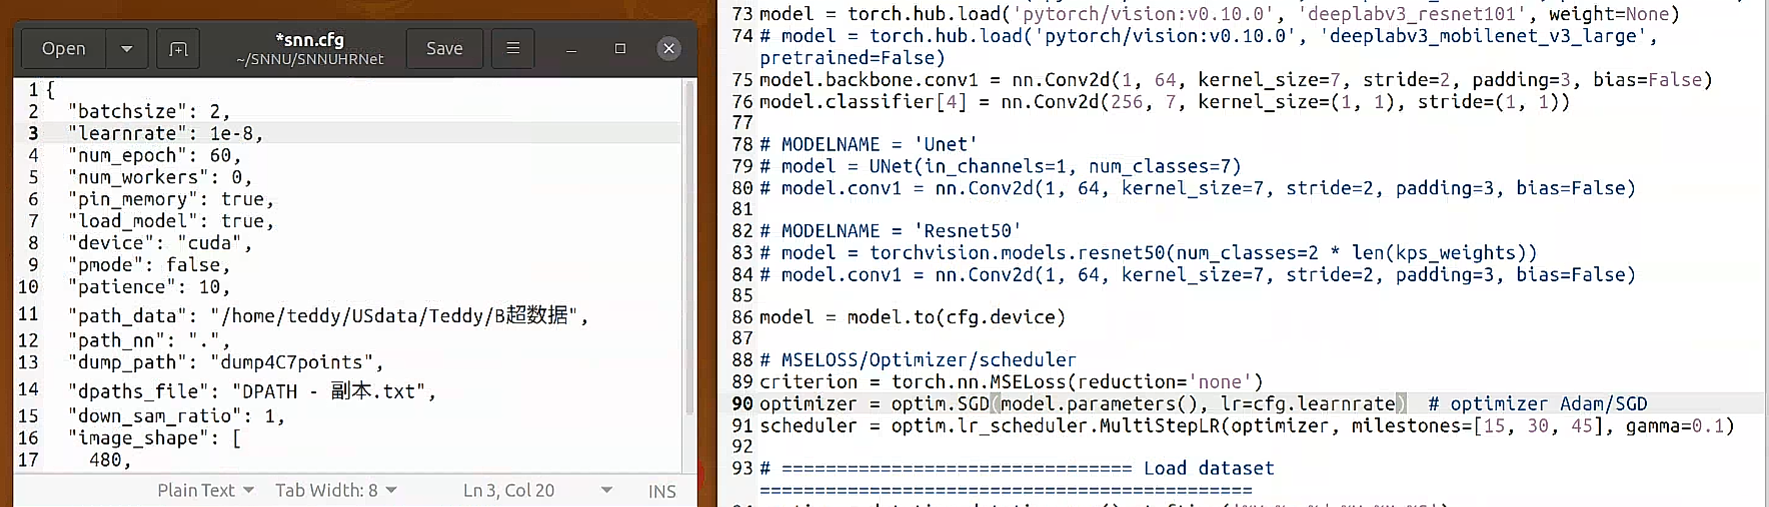 Open
*snn.cfg
~/SNNU/SNNUHRNet
Save
1 {
2 "batchsize": 2,
3 "learnrate": 1e-8,
4 "num_epoch": 60,
5 "num_workers": 0,
6 "pin_memory": true,
7 "load_model": true,
8 "device": "cuda",
9 "pmode": false,
10 "patience": 10,
11 "path_data": "/home/teddy/USdata/Teddy/B超数据",
12 "path_nn": ".",
13 "dump_path": "dump4C7points",
14 "dpaths_file": "DPATH - 副本.txt",
15 "down_sam_ratio": 1,
16 "image_shape": [
17 480,
Plain Text
Tab Width: 8
Ln 3, Col 20
INS
73 model = torch.hub.load('pytorch/vision:v0.10.0', 'deeplabv3_resnet101', weight=None)
74 # model = torch.hub.load('pytorch/vision:v0.10.0', 'deeplabv3_mobilenet_v3_large',
pretrained=False)
75 model.backbone.conv1 = nn.Conv2d(1, 64, kernel_size=7, stride=2, padding=3, bias=False)
76 model.classifier[4] = nn.Conv2d(256, 7, kernel_size=(1, 1), stride=(1, 1))
77
78 # MODELNAME = 'Unet'
79 # model = UNet(in_channels=1, num_classes=7)
80 # model.conv1 = nn.Conv2d(1, 64, kernel_size=7, stride=2, padding=3, bias=False)
81
82 # MODELNAME = 'Resnet50'
83 # model = torchvision.models.resnet50(num_classes=2 * len(kps_weights))
84 # model.conv1 = nn.Conv2d(1, 64, kernel_size=7, stride=2, padding=3, bias=False)
85
86 model = model.to(cfg.device)
87
88 # MSELOSS/Optimizer/scheduler
89 criterion = torch.nn.MSELoss(reduction='none')
90 optimizer = optim.SGD(model.parameters(), lr=cfg.learnrate) # optimizer Adam/SGD
91 scheduler = optim.lr_scheduler.MultiStepLR(optimizer, milestones=[15, 30, 45], gamma=0.1)
92
93 # ================================ Load dataset
=============================================